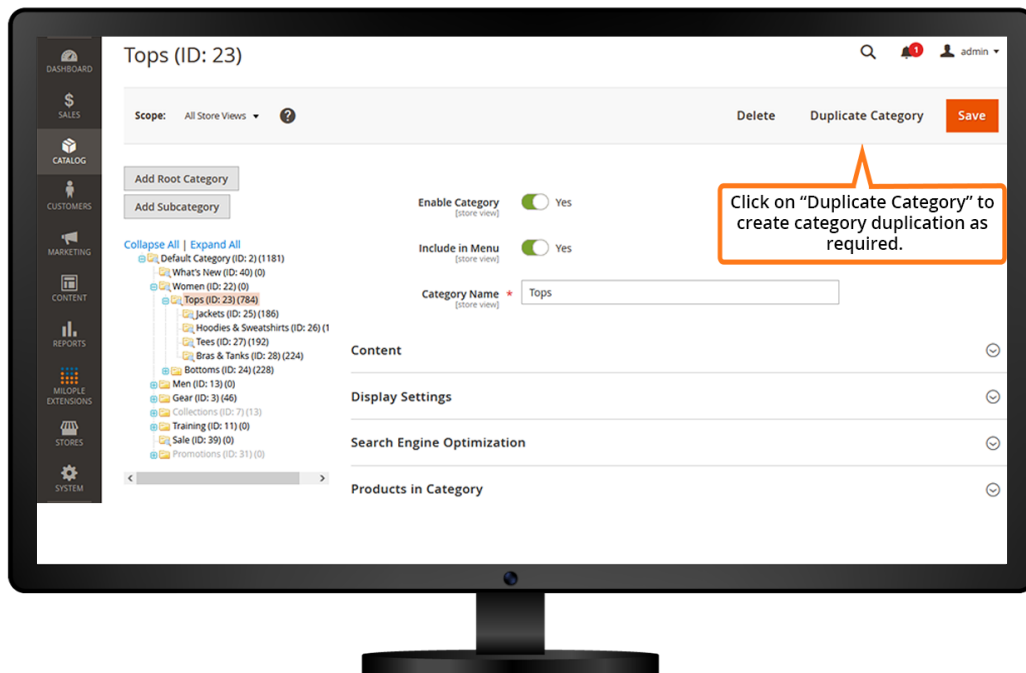 Tops (ID: 23)
1
admin
DASHBOARD
$
SALES
CATALOG
CUSTOMERS
MARKETING
CONTENT
REPORTS
MILOPLE
EXTENSIONS
STORES
SYSTEM
Scope: All Store Views ?
Delete Duplicate Category Save
Click on “Duplicate Category” to
create category duplication as
required.
Add Root Category
Add Subcategory
Collapse All | Expand All
Default Category (ID: 2) (1181)
What's New (ID: 40) (0)
Women (ID: 22) (0)
Tops (ID: 23) (784)
Jackets (ID: 25) (186)
Hoodies & Sweatshirts (ID: 26) (1
Tees (ID: 27) (192)
Bras & Tanks (ID: 28) (224)
Bottoms (ID: 24) (228)
Men (ID: 13) (0)
Gear (ID: 3) (46)
Collections (ID: 7) (13)
Training (ID: 11) (0)
Sale (ID: 39) (0)
Promotions (ID: 31) (0)
Enable Category Yes
[store view]
Include in Menu Yes
[store view]
Category Name * Tops
[store view]
Content
Display Settings
Search Engine Optimization
Products in Category